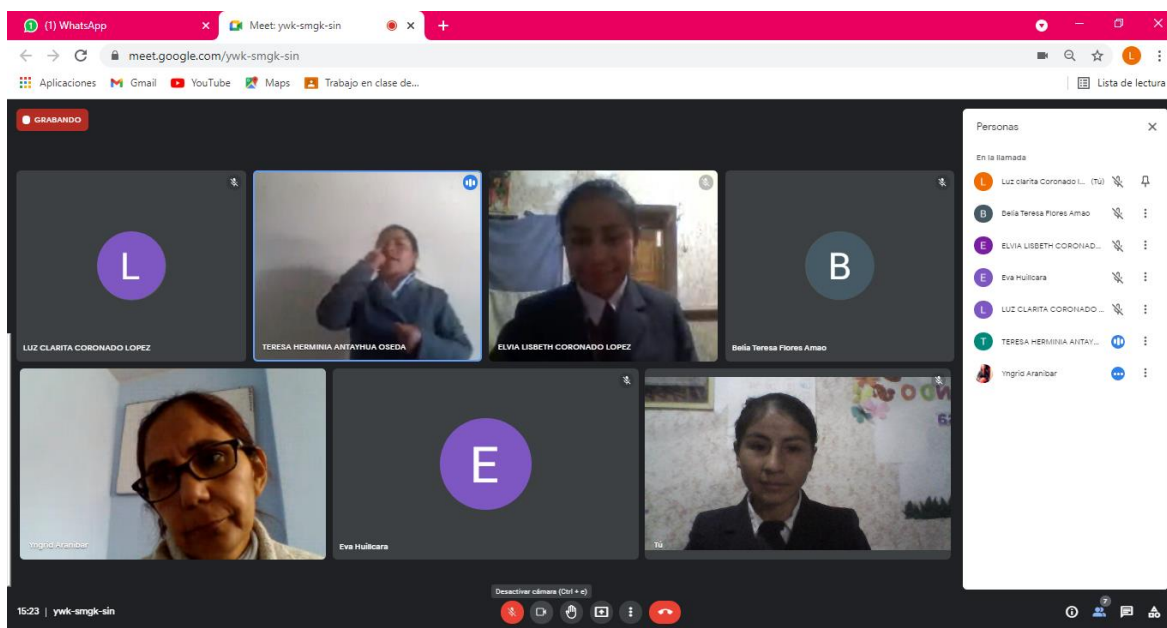 (1) WhatsApp
Meet: ywk-smgk-sin
meet.google.com/ywk-smgk-sin
L
Aplicaciones
Gmail
YouTube
Maps
Trabajo en clase de...
Lista de lectura
GRABANDO
L
LUZ CLARITA CORONADO LOPEZ
TERESA HERMINIA ANTAYHUA OSEDA
ELVIA LISBETH CORONADO LOPEZ
B
Belia Teresa Flores Amao
Yngrid Aranibar
E
Eva Huillcara
Tú
Personas
En la llamada
L Luz clarita Coronado l... (Tú)
B Belia Teresa Flores Amao
E ELVIA LISBETH CORONAD...
E Eva Huillcara
L LUZ CLARITA CORONADO ...
T TERESA HERMINIA ANTAY...
Yngrid Aranibar
Desactivar cámara (Ctrl + e)
15:23 | ywk-smgk-sin
7